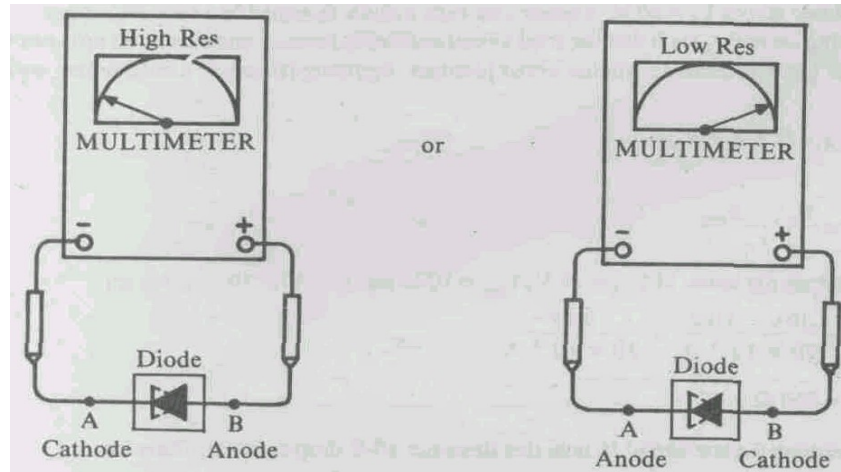 High Res
MULTIMETER
- +
Diode
A B
Cathode Anode
or
Low Res
MULTIMETER
- +
Diode
A B
Anode Cathode